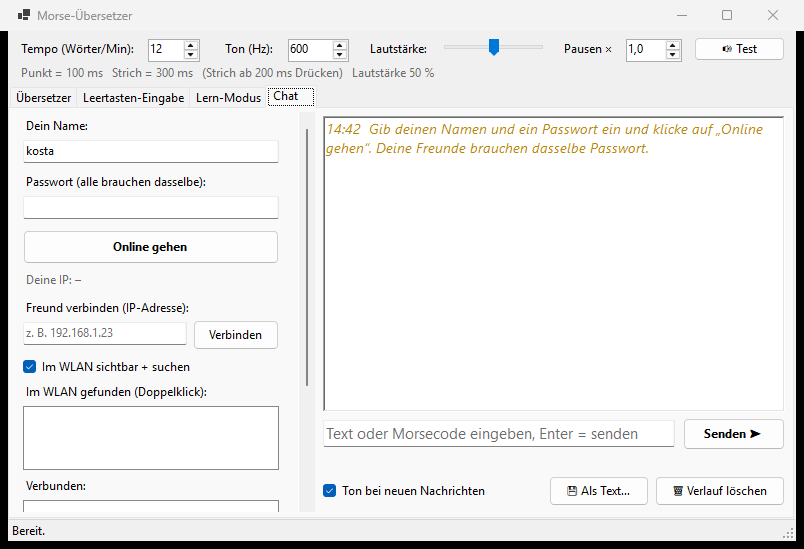 Morse-Übersetzer
Tempo (Wörter/Min): 12 Ton (Hz): 600 Lautstärke: Pausen × 1,0 Test
Punkt = 100 ms Strich = 300 ms (Strich ab 200 ms Drücken) Lautstärke 50 %
Übersetzer Leertasten-Eingabe Lern-Modus Chat
Dein Name:
kosta
Passwort (alle brauchen dasselbe):
Online gehen
Deine IP: –
Freund verbinden (IP-Adresse):
z. B. 192.168.1.23 Verbinden
Im WLAN sichtbar + suchen
Im WLAN gefunden (Doppelklick):
Verbunden:
14:42 Gib deinen Namen und ein Passwort ein und klicke auf „Online
gehen“. Deine Freunde brauchen dasselbe Passwort.
Text oder Morsecode eingeben, Enter = senden Senden ➤
Ton bei neuen Nachrichten Als Text... Verlauf löschen
Bereit.